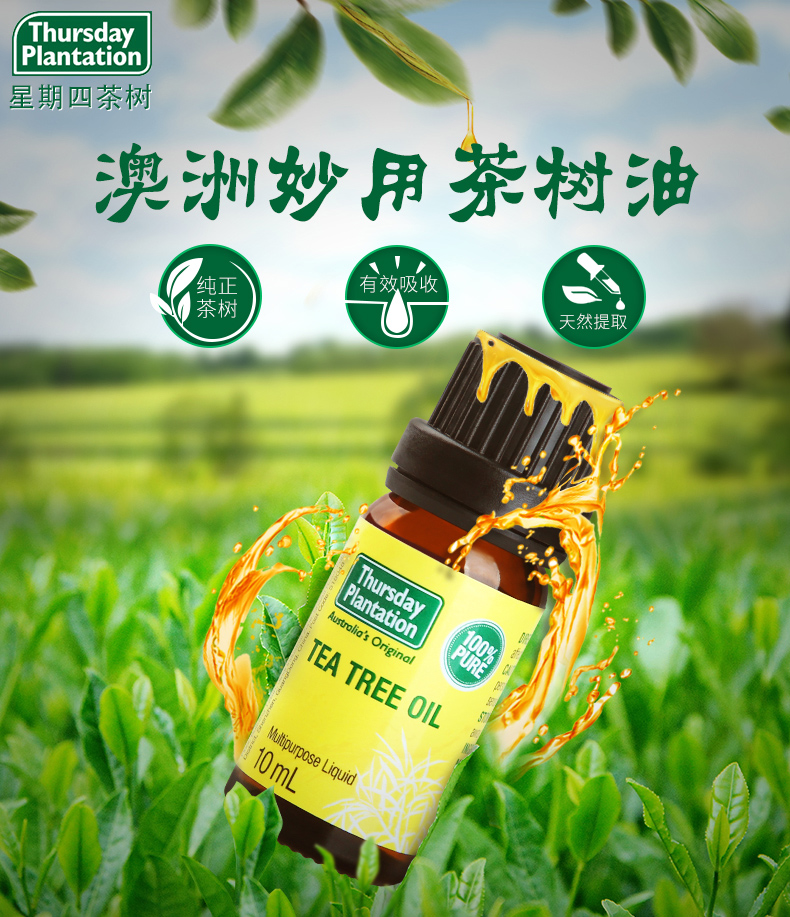 Thursday
Plantation
星期四茶树
澳洲妙用茶树油
纯正
茶树
有效吸收
天然提取
Thursday
Plantation
Australia's Original
100%
PURE
TEA TREE OIL
Multipurpose Liquid
10 mL